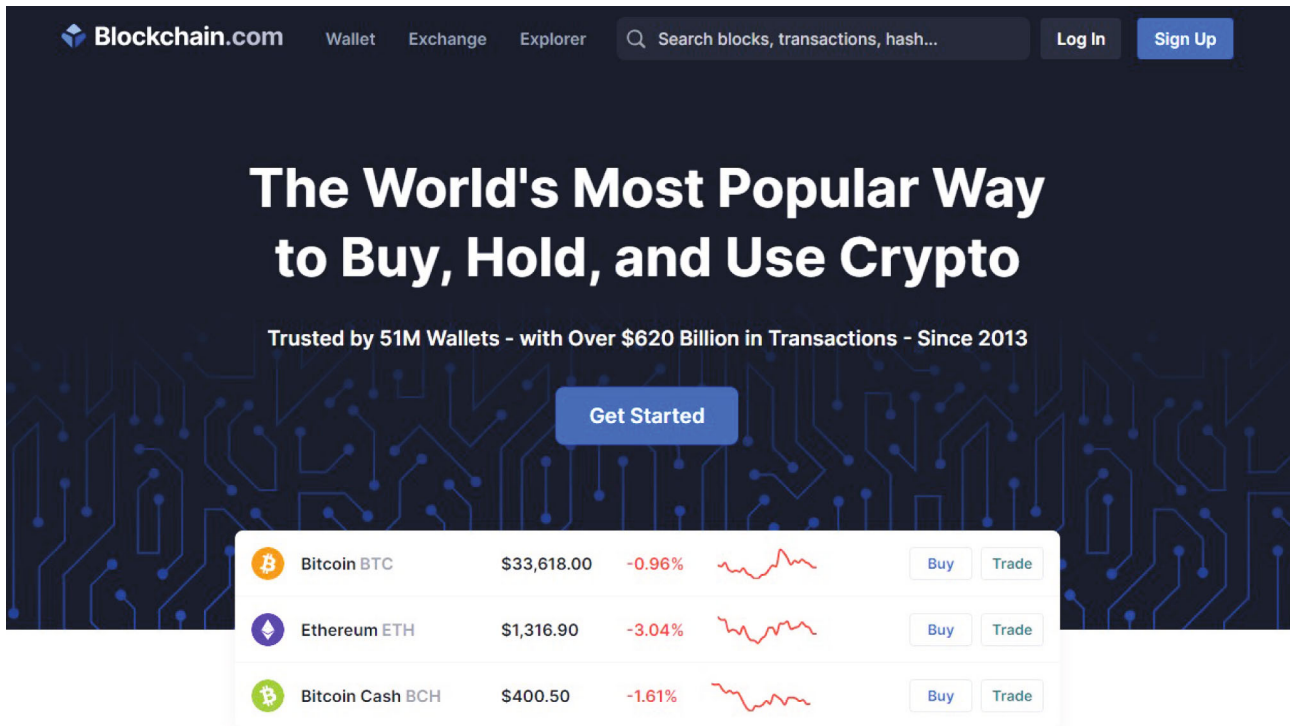 Blockchain.com Wallet Exchange Explorer Search blocks, transactions, hash... Log In Sign Up
The World's Most Popular Way
to Buy, Hold, and Use Crypto
Trusted by 51M Wallets - with Over $620 Billion in Transactions - Since 2013
Get Started
Bitcoin BTC $33,618.00 -0.96% Buy Trade
Ethereum ETH $1,316.90 -3.04% Buy Trade
Bitcoin Cash BCH $400.50 -1.61% Buy Trade